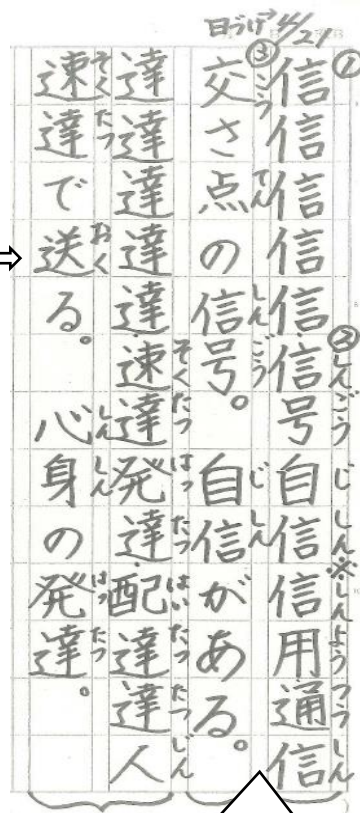 日づけ→4/21
①信信信信信②信号自信※信用通信
しんごうじしんしんようつうしん
③交さ点の信号。自信がある。
こうてんしんごうじしん
達達達達達速達発達配達達人
そくたつはったつはいたつたつじん
速達で送る。心身の発達。
そくたつおくしんしんはったつ